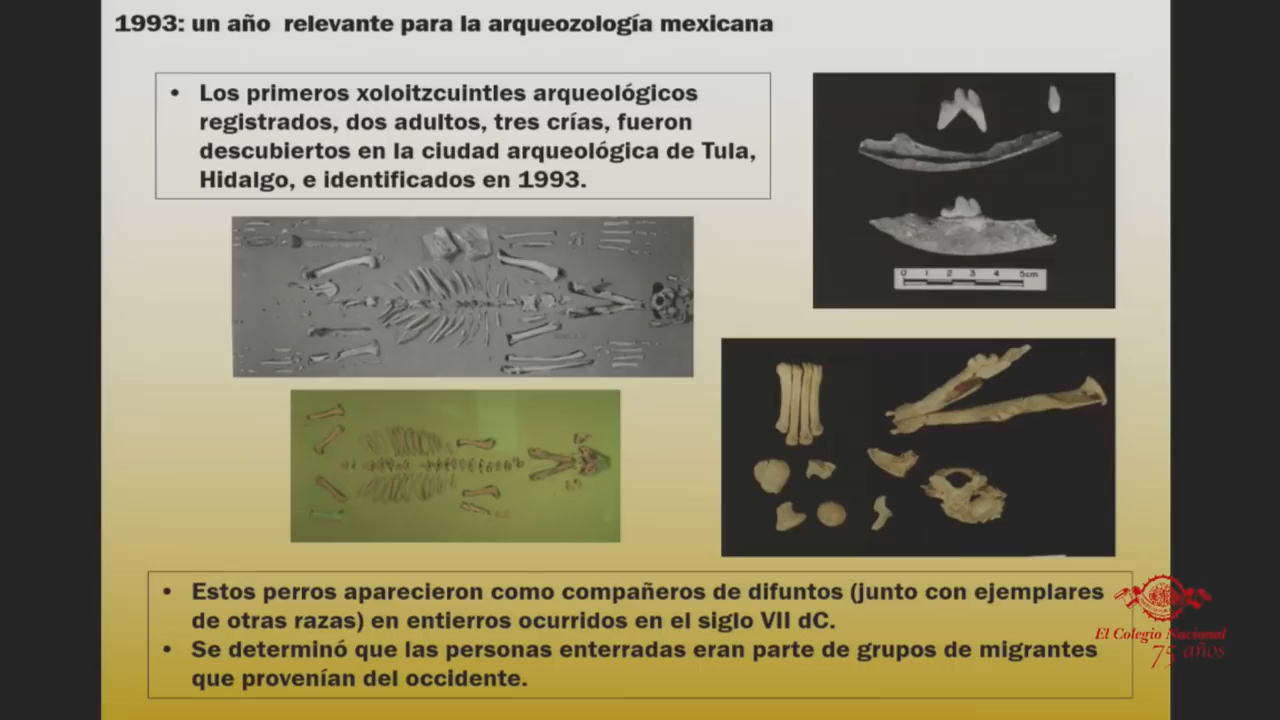 1993: un año relevante para la arqueozología mexicana
• Los primeros xoloitzcuintles arqueológicos
registrados, dos adultos, tres crías, fueron
descubiertos en la ciudad arqueológica de Tula,
Hidalgo, e identificados en 1993.
0 1 2 3 4 5cm
• Estos perros aparecieron como compañeros de difuntos (junto con ejemplares
de otras razas) en entierros ocurridos en el siglo VII dC.
• Se determinó que las personas enterradas eran parte de grupos de migrantes
que provenían del occidente.
El Colegio Nacional
75 años